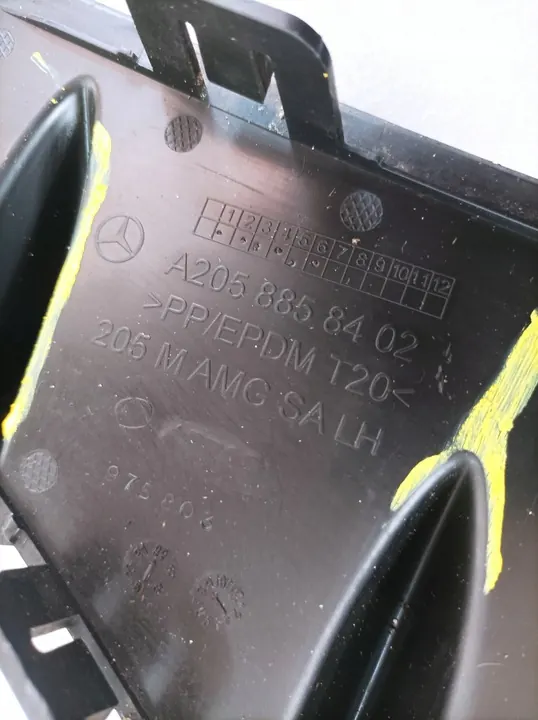 1 2 3 4 5 6 7 8 9 10 11 12
A205 885 84 02
>PP/EPDM T20<
205 M AMG SA LH
975803